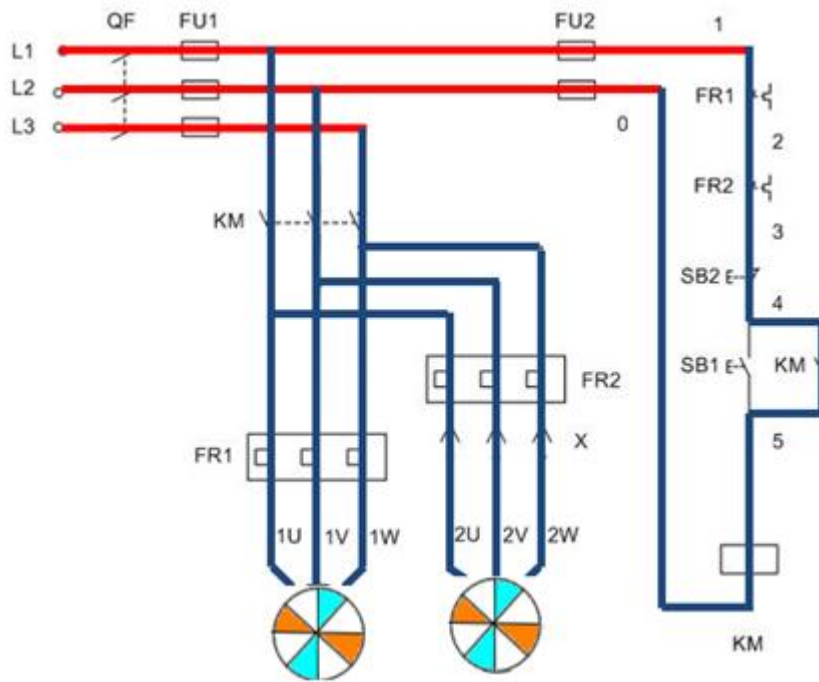 QF FU1 FU2 1
L1
L2
FR1
0
L3
2
FR2
KM
3
SB2
4
SB1 KM
FR2
X
5
FR1
1U 1V 1W 2U 2V 2W
KM